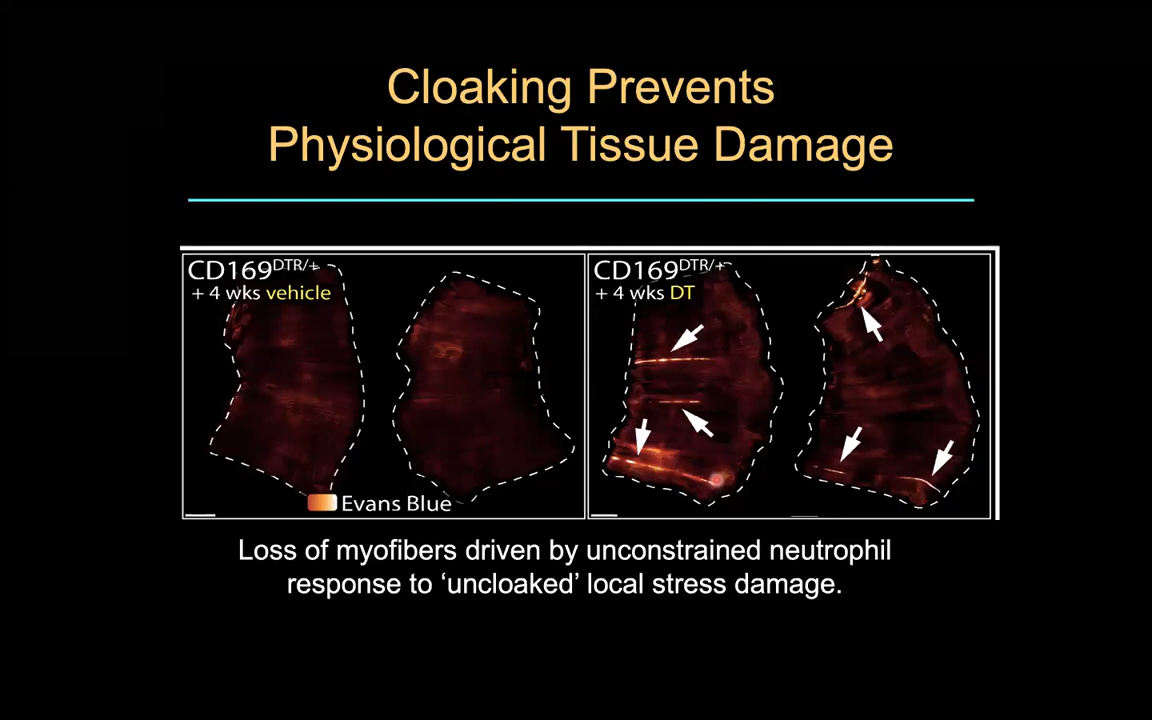 Cloaking Prevents
Physiological Tissue Damage
CD169DTR/+
+ 4 wks vehicle
CD169DTR/+
+ 4 wks DT
Evans Blue
Loss of myofibers driven by unconstrained neutrophil
response to ‘uncloaked’ local stress damage.